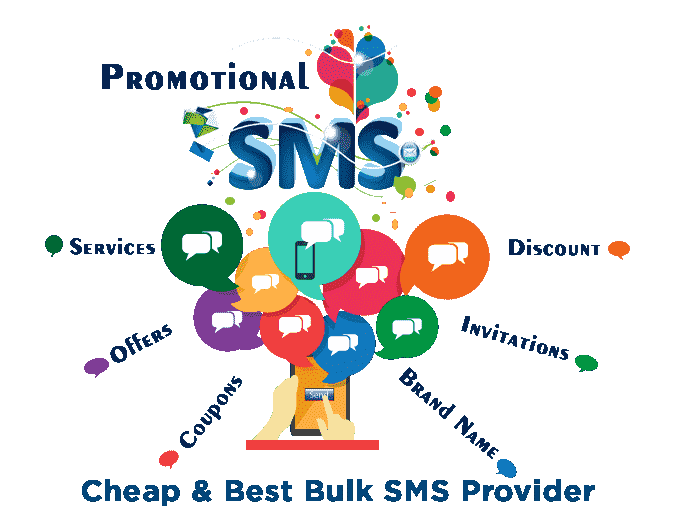 Promotional
SMS
Services
Discount
Offers
Invitations
Coupons
Brand Name
Send
Cheap & Best Bulk SMS Provider